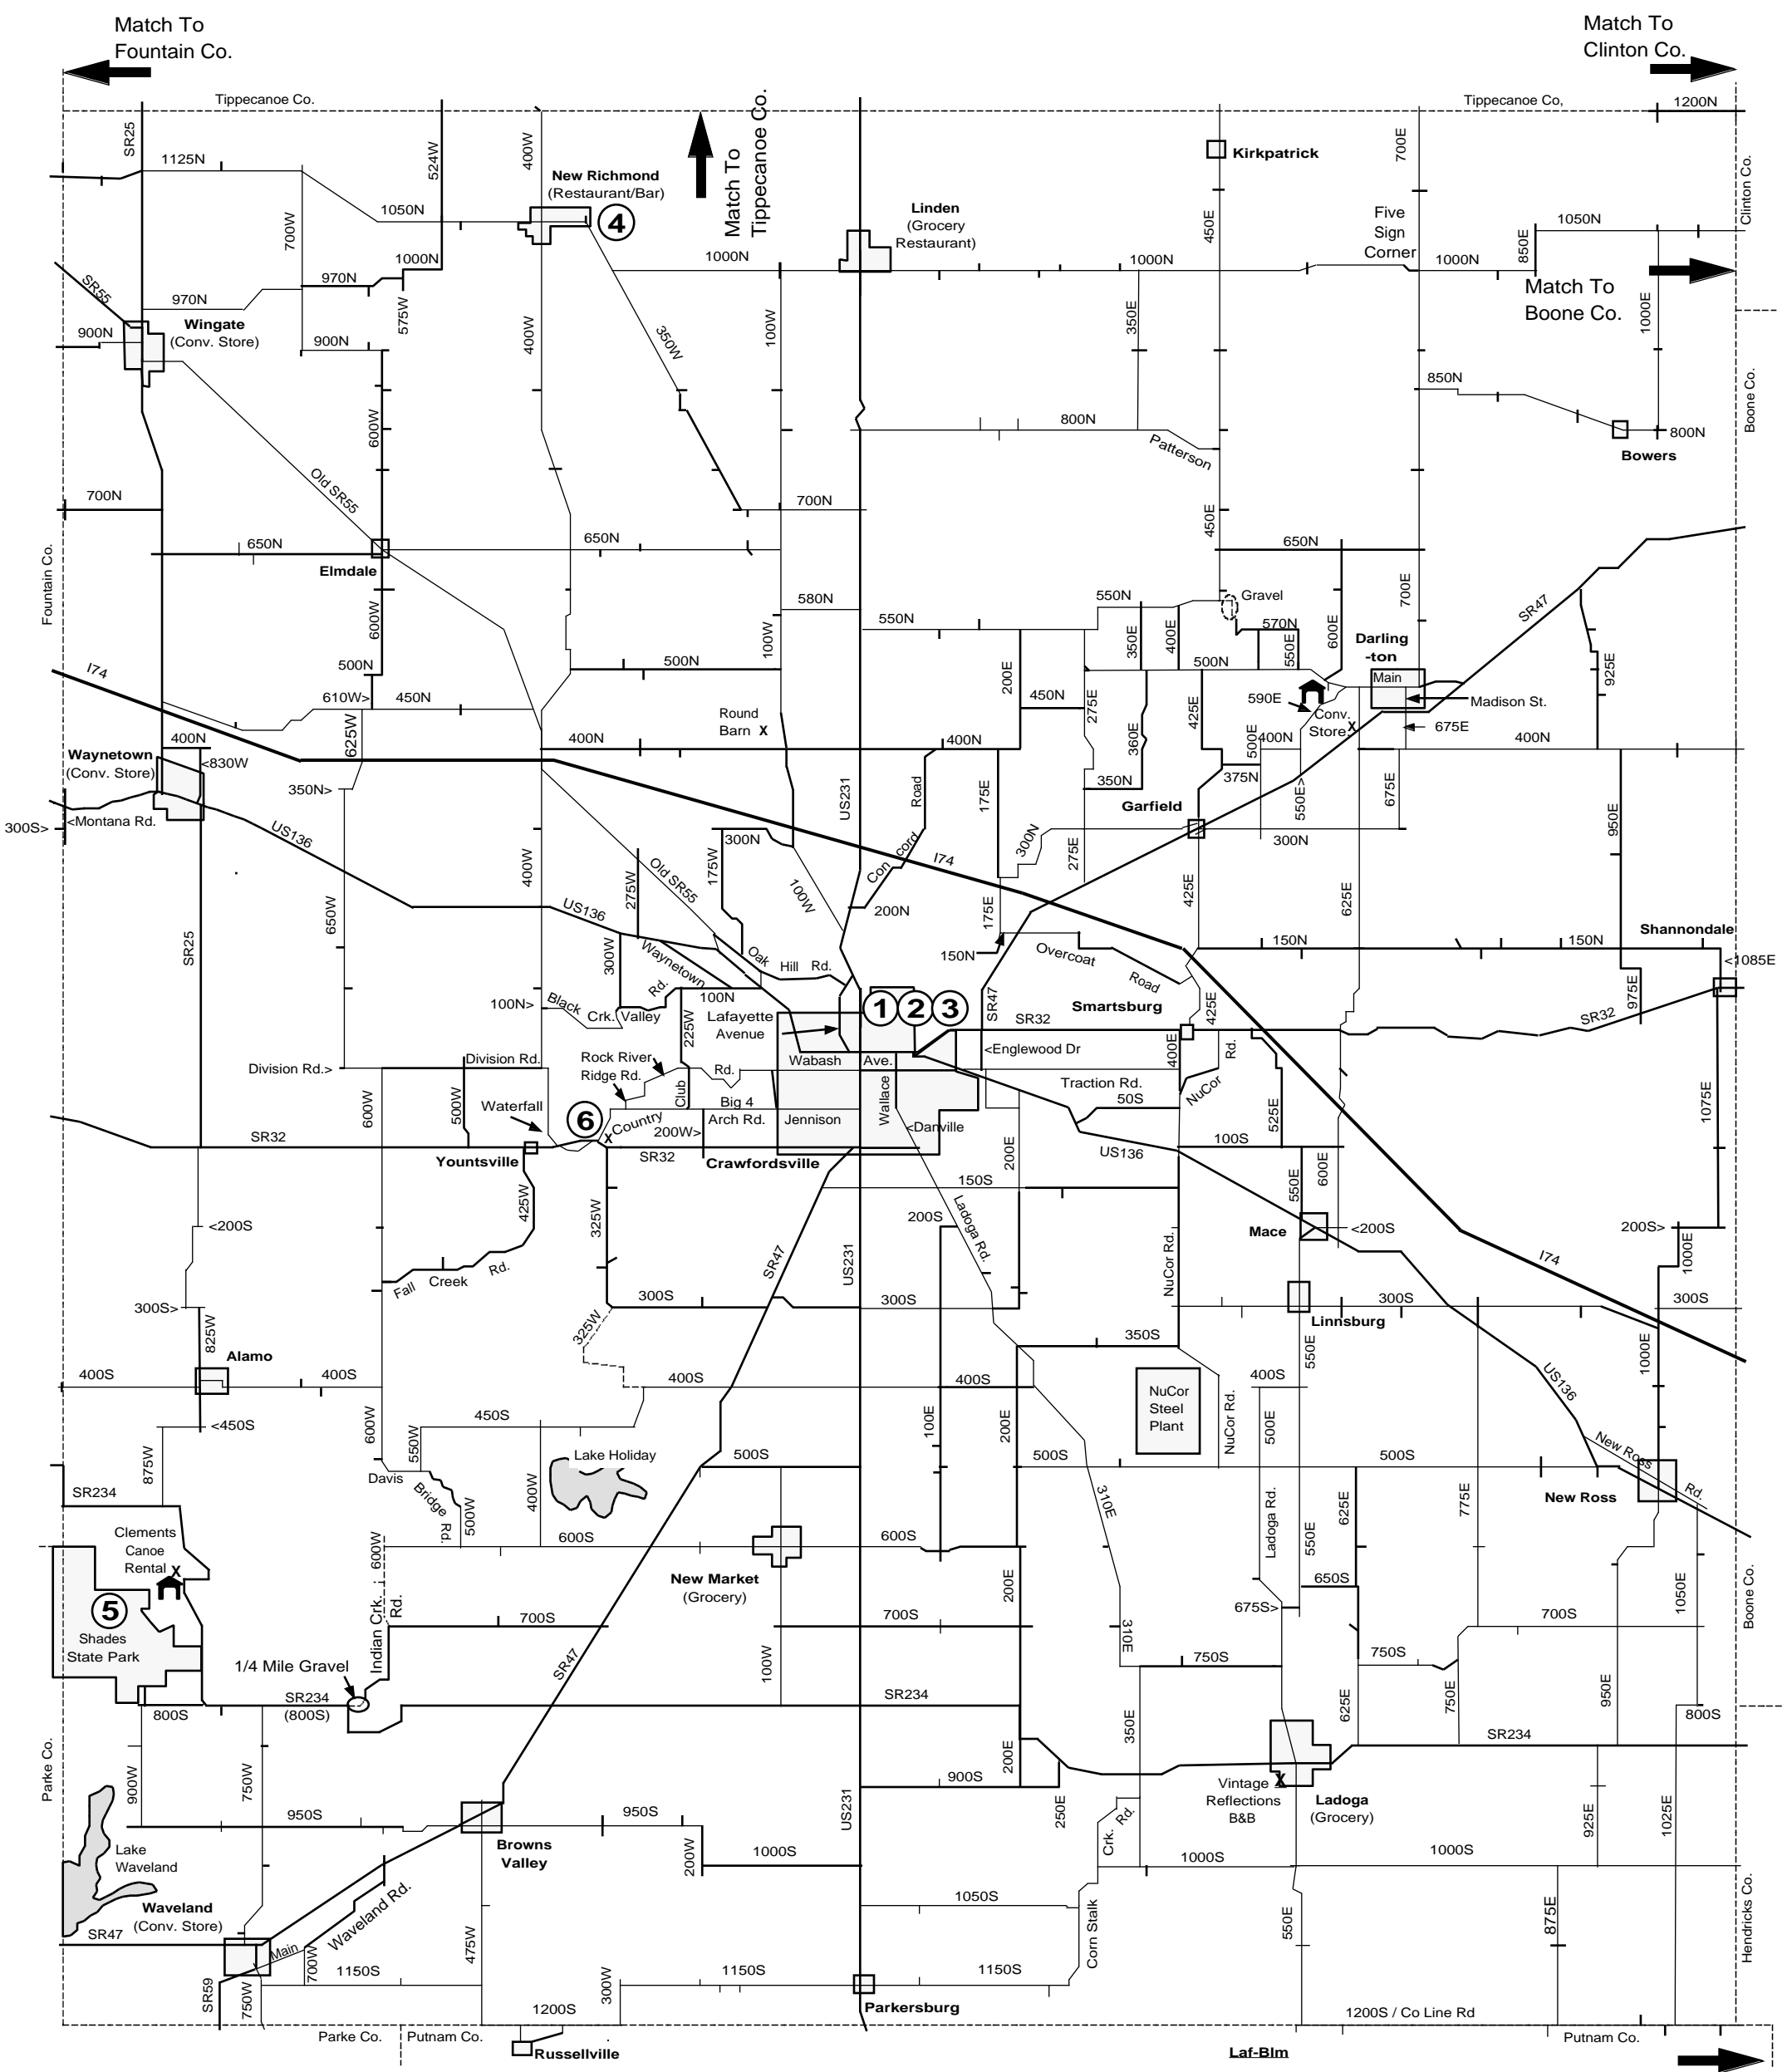 Match To
Fountain Co.
Match To
Clinton Co.
Tippecanoe Co.
Tippecanoe Co,
1200N
SR25
1125N
524W
400W
New Richmond
(Restaurant/Bar)
4
Match To
Tippecanoe Co.
Kirkpatrick
700E
Clinton Co.
700W
1050N
Linden
(Grocery
Restaurant)
450E
Five
Sign
Corner
1050N
850E
1000N
1000N
1000N
1000N
Match To
Boone Co.
SR55
970N
970N
575W
Wingate
(Conv. Store)
900N
900N
400W
350W
100W
350E
1000E
600W
850N
800N
Patterson
800N
Bowers
Boone Co.
Old SR55
700N
700N
450E
650N
650N
650N
Elmdale
Fountain Co.
600W
580N
550N
550N
Gravel
570N
700E
SR47
100W
350E
400E
550E
600E
Darling
-ton
Main
I74
500N
500N
500N
200E
925E
610W>
450N
450N
275E
425E
590E
Madison St.
Conv.
Store
X
675E
625W
Round
Barn X
400N
400N
400N
360E
500E
400N
400N
Waynetown
(Conv. Store)
<830W
350N>
350N
375N
550E>
675E
300S>
<Montana Rd.
US136
US231
Road
Con cord
175E
Garfield
300N
300N
300N
275E
950E
I74
400W
275W
175W
Old SR55
100W
650W
US136
200N
175E
425E
625E
SR25
300W
Waynetown
Rd.
Oak
Hill Rd.
150N
Overcoat
Road
150N
150N
Shannondale
<1085E
975E
100N>
Black
Crk. Valley
100N
225W
Lafayette
Avenue
1
2
3
SR47
Smartsburg
425E
SR32
SR32
Division Rd.>
Division Rd.
Rock River
Ridge Rd.
Rd.
Wabash
Ave.
<Englewood Dr
400E
Rd.
NuCor
Traction Rd.
50S
525E
1075E
600W
500W
Waterfall
6
X
Country
Club
Big 4
Arch Rd.
200W>
Jennison
Wallace
<Danville
SR32
SR32
Yountsville
Crawfordsville
200E
US136
100S
550E
600E
425W
325W
150S
<200S
200S
Ladoga Rd.
Mace
<200S
200S>
1000E
SR47
US231
NuCor Rd.
I74
Fall
Creek
Rd.
300S>
300S
300S
300S
300S
Linnsburg
825W
325W
350S
550E
1000E
Alamo
400S
400S
400S
400S
400S
US136
<450S
450S
NuCor
Steel
Plant
NuCor Rd.
500E
875W
600W
550W
100E
200E
Lake Holiday
500S
500S
500S
New Ross
Rd.
New Ross
SR234
Davis
Bridge
Rd.
500W
400W
310E
Ladoga Rd.
550E
625E
775E
Clements
Canoe
Rental
X
600W
600S
600S
New Market
(Grocery)
200E
650S
1050E
Boone Co.
5
Shades
State Park
Indian Crk.
Rd.
675S>
700S
700S
700S
310E
1/4 Mile Gravel
SR47
100W
750S
750S
SR234
(800S)
SR234
800S
350E
625E
750E
950E
800S
Parke Co.
SR234
900W
750W
200E
900S
Vintage
Reflections
B&B
X
Ladoga
(Grocery)
250E
Crk. Rd.
925E
1025E
950S
950S
US231
Browns
Valley
Lake
Waveland
200W
1000S
1000S
1000S
Waveland
(Conv. Store)
SR47
Main
Waveland Rd.
700W
475W
1050S
Corn Stalk
550E
875E
Hendricks Co.
SR59
750W
1150S
300W
1150S
1150S
Parkersburg
1200S
1200S / Co Line Rd
Parke Co.
Putnam Co.
Russellville
Laf-Blm
Putnam Co.